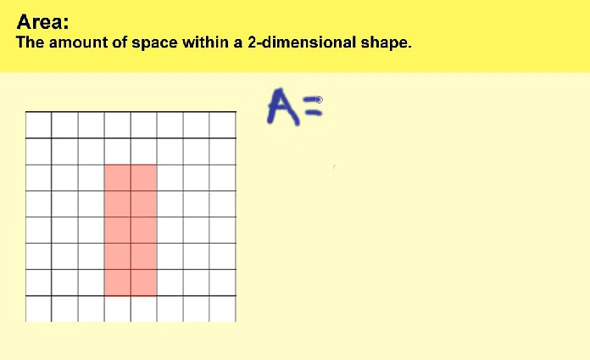 Area:
The amount of space within a 2-dimensional shape.
A=